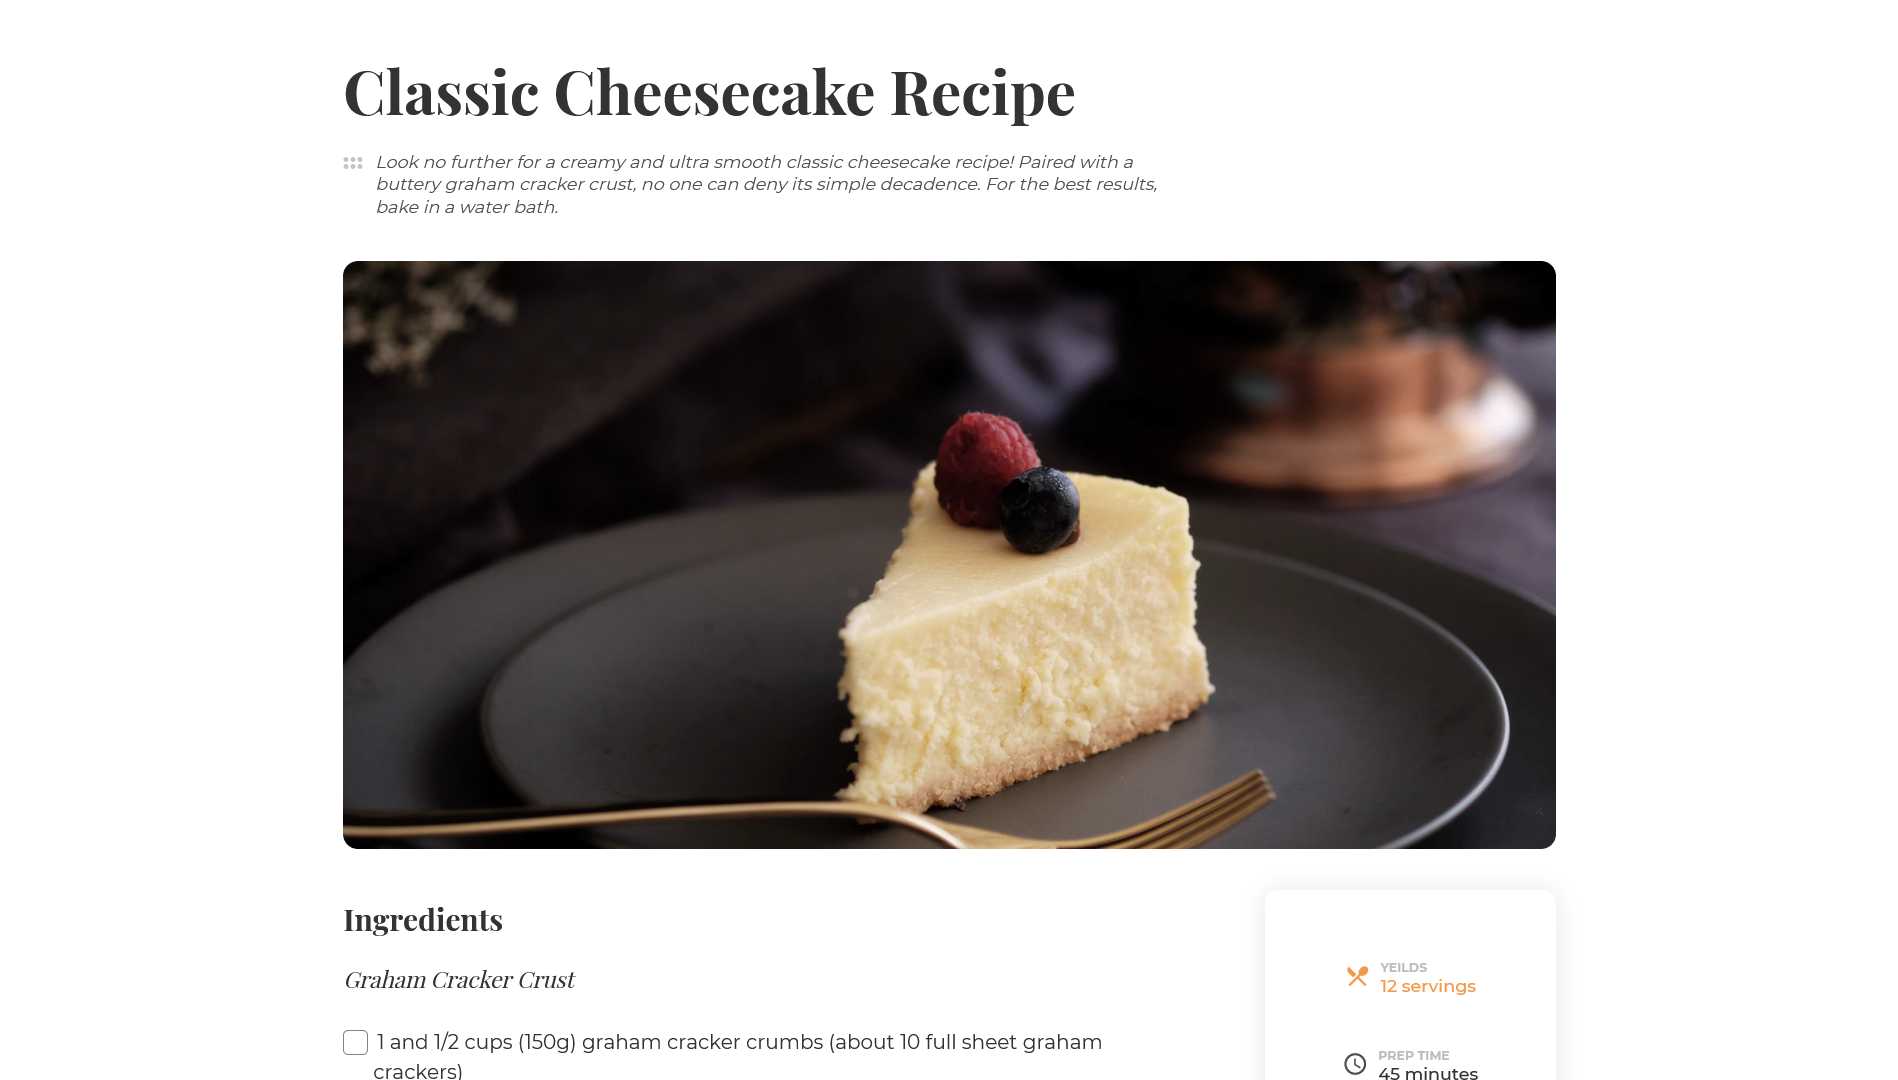 Classic Cheesecake Recipe
Look no further for a creamy and ultra smooth classic cheesecake recipe! Paired with a
buttery graham cracker crust, no one can deny its simple decadence. For the best results,
bake in a water bath.
Ingredients
Graham Cracker Crust
1 and 1/2 cups (150g) graham cracker crumbs (about 10 full sheet graham
crackers)
YEILDS
12 servings
PREP TIME
45 minutes